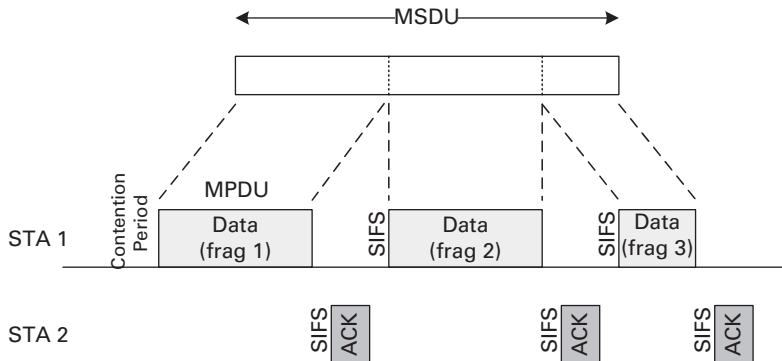 MSDU
MPDU
Contention
Period
STA 1
Data
(frag 1)
SIFS
Data
(frag 2)
SIFS
Data
(frag 3)
STA 2
SIFS
ACK
SIFS
ACK
SIFS
ACK